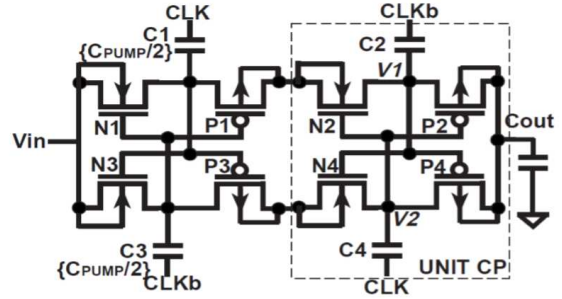 CLK
CLKb
C1
{CPUMP/2}
C2
V1
N1
P1
N2
P2
Cout
Vin
N3
P3
N4
P4
V2
C3
{CPUMP/2}
CLKb
C4
CLK
UNIT CP